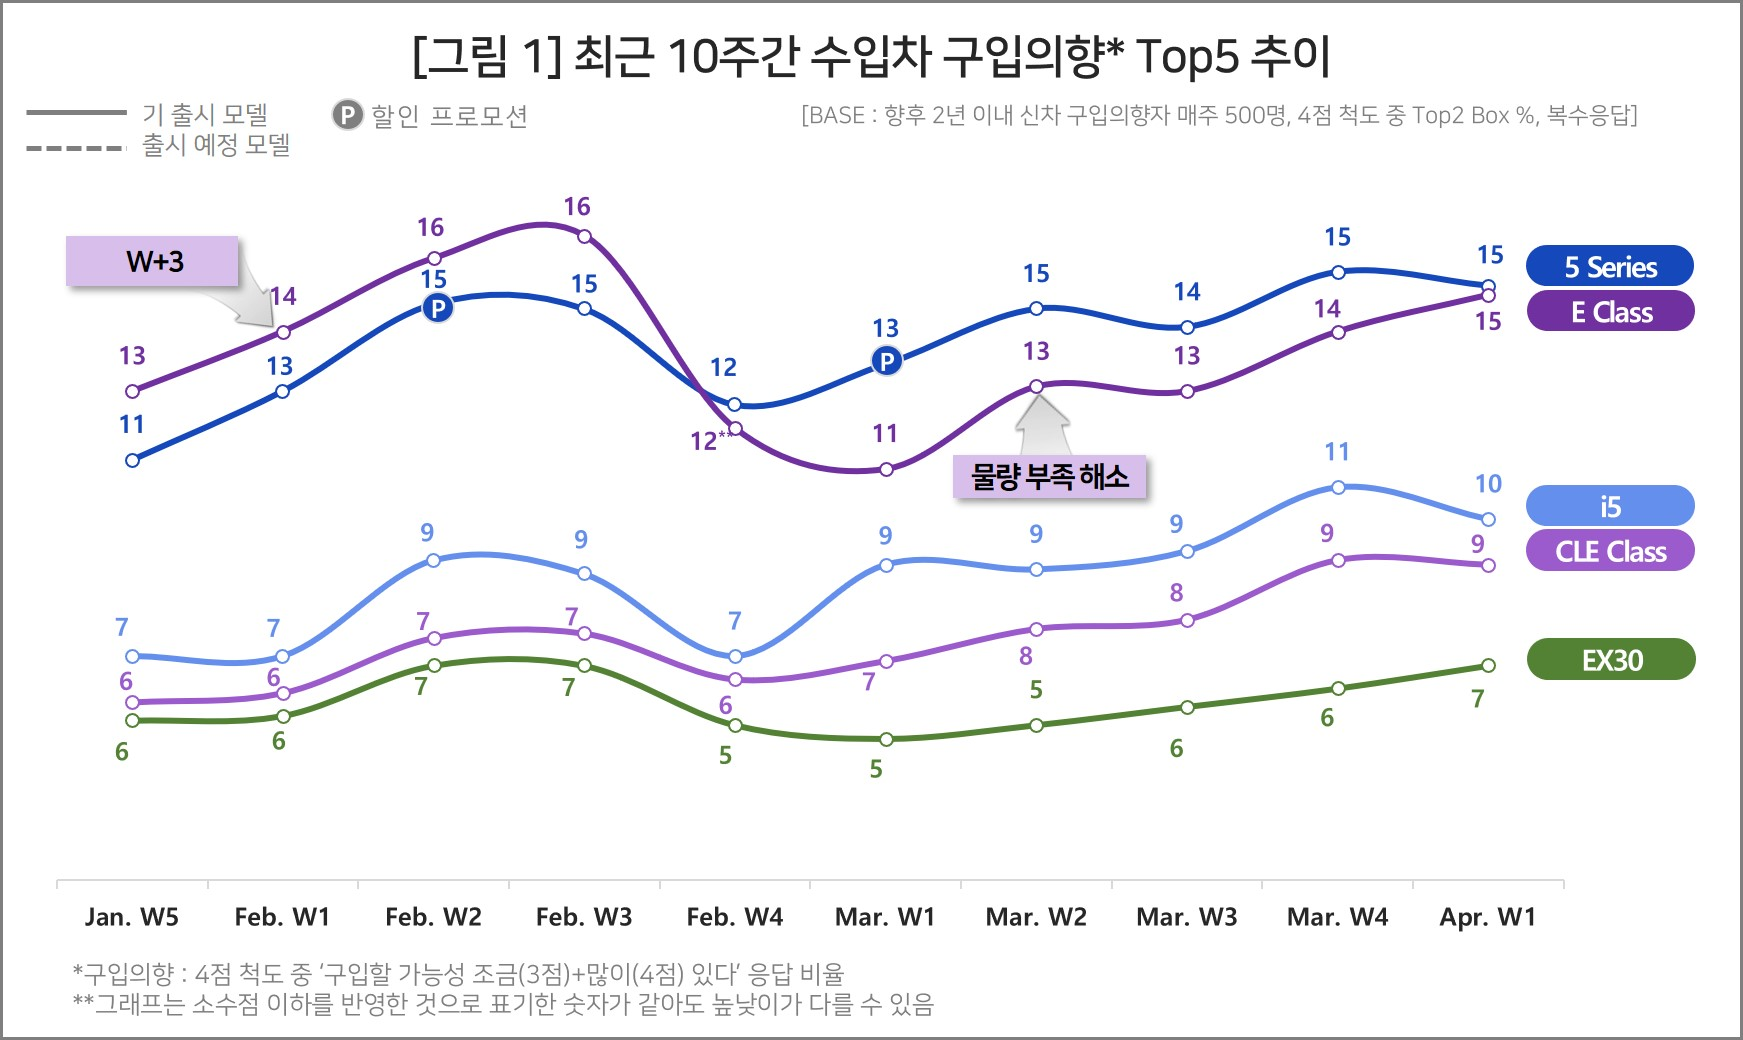 [그림 1] 최근 10주간 수입차 구입의향* Top5 추이
기 출시 모델
출시 예정 모델
P 할인 프로모션
[BASE : 향후 2년 이내 신차 구입의향자 매주 500명, 4점 척도 중 Top2 Box %, 복수응답]
W+3
13 14 16 16 12** 11 13 13 14 15
11 13 15 15 12 13 15 14 15 15
P P
물량 부족 해소
7 7 9 9 7 9 9 9 11 10
6 6 7 7 6 7 8 8 9 9
6 6 7 7 5 5 5 6 6 7
5 Series
E Class
i5
CLE Class
EX30
Jan. W5 Feb. W1 Feb. W2 Feb. W3 Feb. W4 Mar. W1 Mar. W2 Mar. W3 Mar. W4 Apr. W1
*구입의향 : 4점 척도 중 ‘구입할 가능성 조금(3점)+많이(4점) 있다’ 응답 비율
**그래프는 소수점 이하를 반영한 것으로 표기한 숫자가 같아도 높낮이가 다를 수 있음